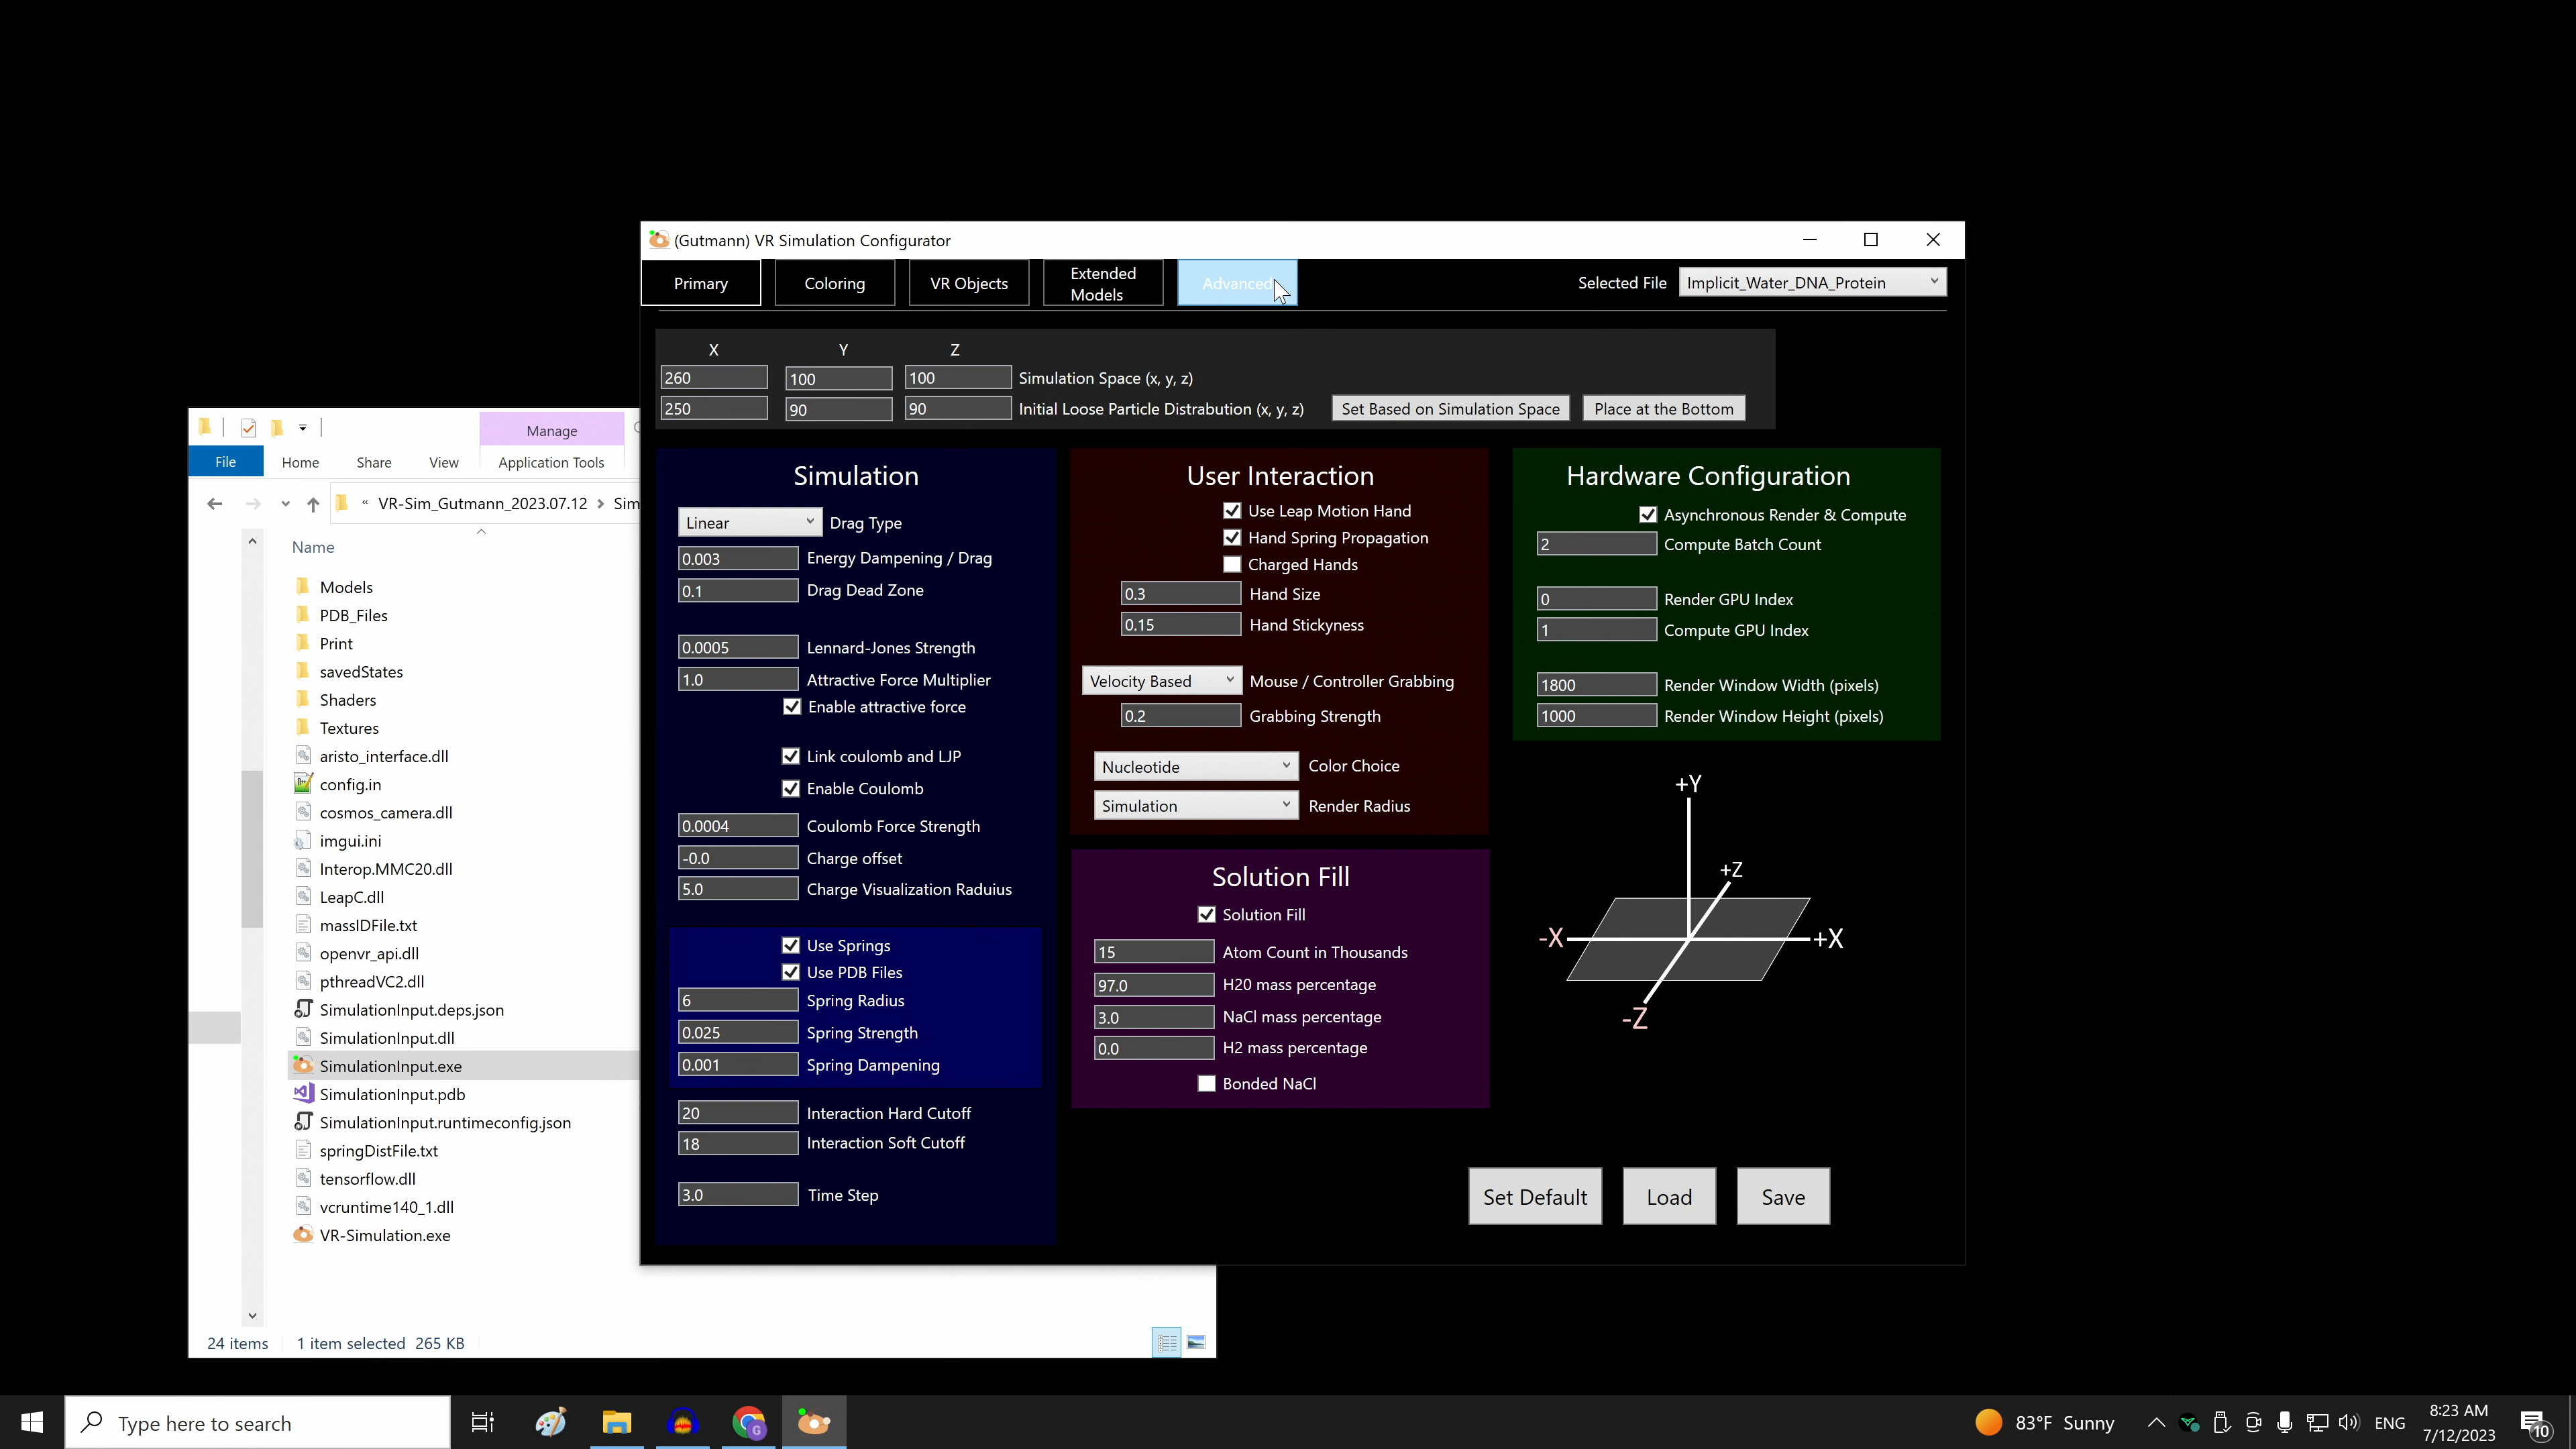 (Gutmann) VR Simulation Configurator
Primary
Coloring
VR Objects
Extended
Models
Advanced
Selected File
Implicit_Water_DNA_Protein
X Y Z
260 100 100 Simulation Space (x, y, z)
250 90 90 Initial Loose Particle Distrabution (x, y, z) Set Based on Simulation Space Place at the Bottom
Simulation
Linear Drag Type
0.003 Energy Dampening / Drag
0.1 Drag Dead Zone
0.0005 Lennard-Jones Strength
1.0 Attractive Force Multiplier
Enable attractive force
Link coulomb and LJP
Enable Coulomb
0.0004 Coulomb Force Strength
-0.0 Charge offset
5.0 Charge Visualization Raduius
Use Springs
Use PDB Files
6 Spring Radius
0.025 Spring Strength
0.001 Spring Dampening
20 Interaction Hard Cutoff
18 Interaction Soft Cutoff
3.0 Time Step
User Interaction
Use Leap Motion Hand
Hand Spring Propagation
Charged Hands
0.3 Hand Size
0.15 Hand Stickyness
Velocity Based Mouse / Controller Grabbing
0.2 Grabbing Strength
Nucleotide Color Choice
Simulation Render Radius
Solution Fill
Solution Fill
15 Atom Count in Thousands
97.0 H20 mass percentage
3.0 NaCl mass percentage
0.0 H2 mass percentage
Bonded NaCl
Hardware Configuration
Asynchronous Render & Compute
2 Compute Batch Count
0 Render GPU Index
1 Compute GPU Index
1800 Render Window Width (pixels)
1000 Render Window Height (pixels)
+Y
+Z
-X +X
-Z
Set Default Load Save
Manage
File Home Share View Application Tools
« VR-Sim_Gutmann_2023.07.12 > Sim
Name
Models
PDB_Files
Print
savedStates
Shaders
Textures
aristo_interface.dll
config.in
cosmos_camera.dll
imgui.ini
Interop.MMC20.dll
LeapC.dll
massIDFile.txt
openvr_api.dll
pthreadVC2.dll
SimulationInput.deps.json
SimulationInput.dll
SimulationInput.exe
SimulationInput.pdb
SimulationInput.runtimeconfig.json
springDistFile.txt
tensorflow.dll
vcruntime140_1.dll
VR-Simulation.exe
24 items 1 item selected 265 KB
Type here to search
G
83°F Sunny
ENG
8:23 AM
7/12/2023
10